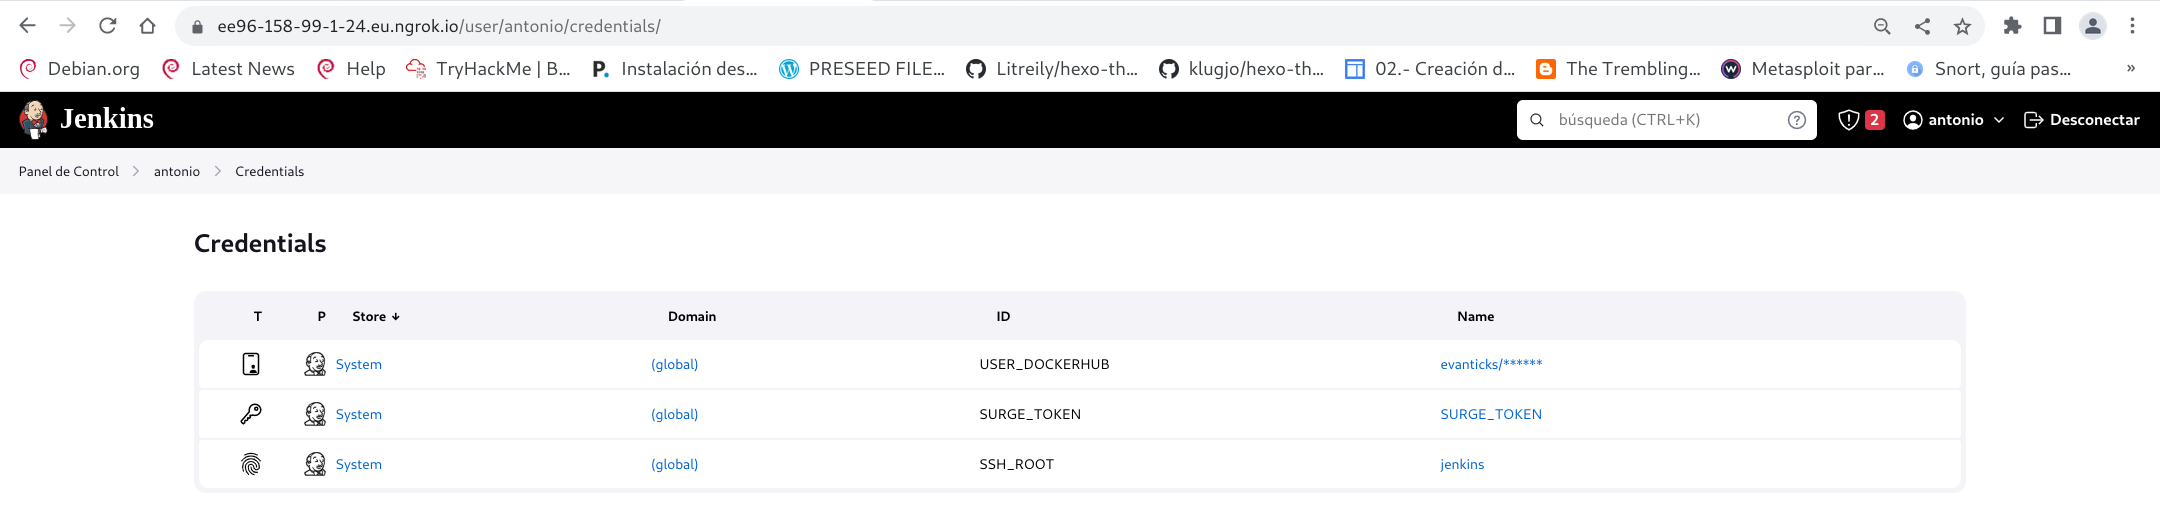 ee96-158-99-1-24.eu.ngrok.io/user/antonio/credentials/
Debian.org Latest News Help TryHackMe | B... Instalación des... PRESEED FILE... Litreily/hexo-th... klugjo/hexo-th... 02.- Creación d... The Trembling... Metasploit par... Snort, guía pas... »
Jenkins búsqueda (CTRL+K) 2 antonio Desconectar
Panel de Control antonio Credentials
Credentials
T P Store ↓ Domain ID Name
System (global) USER_DOCKERHUB evanticks/******
System (global) SURGE_TOKEN SURGE_TOKEN
System (global) SSH_ROOT jenkins